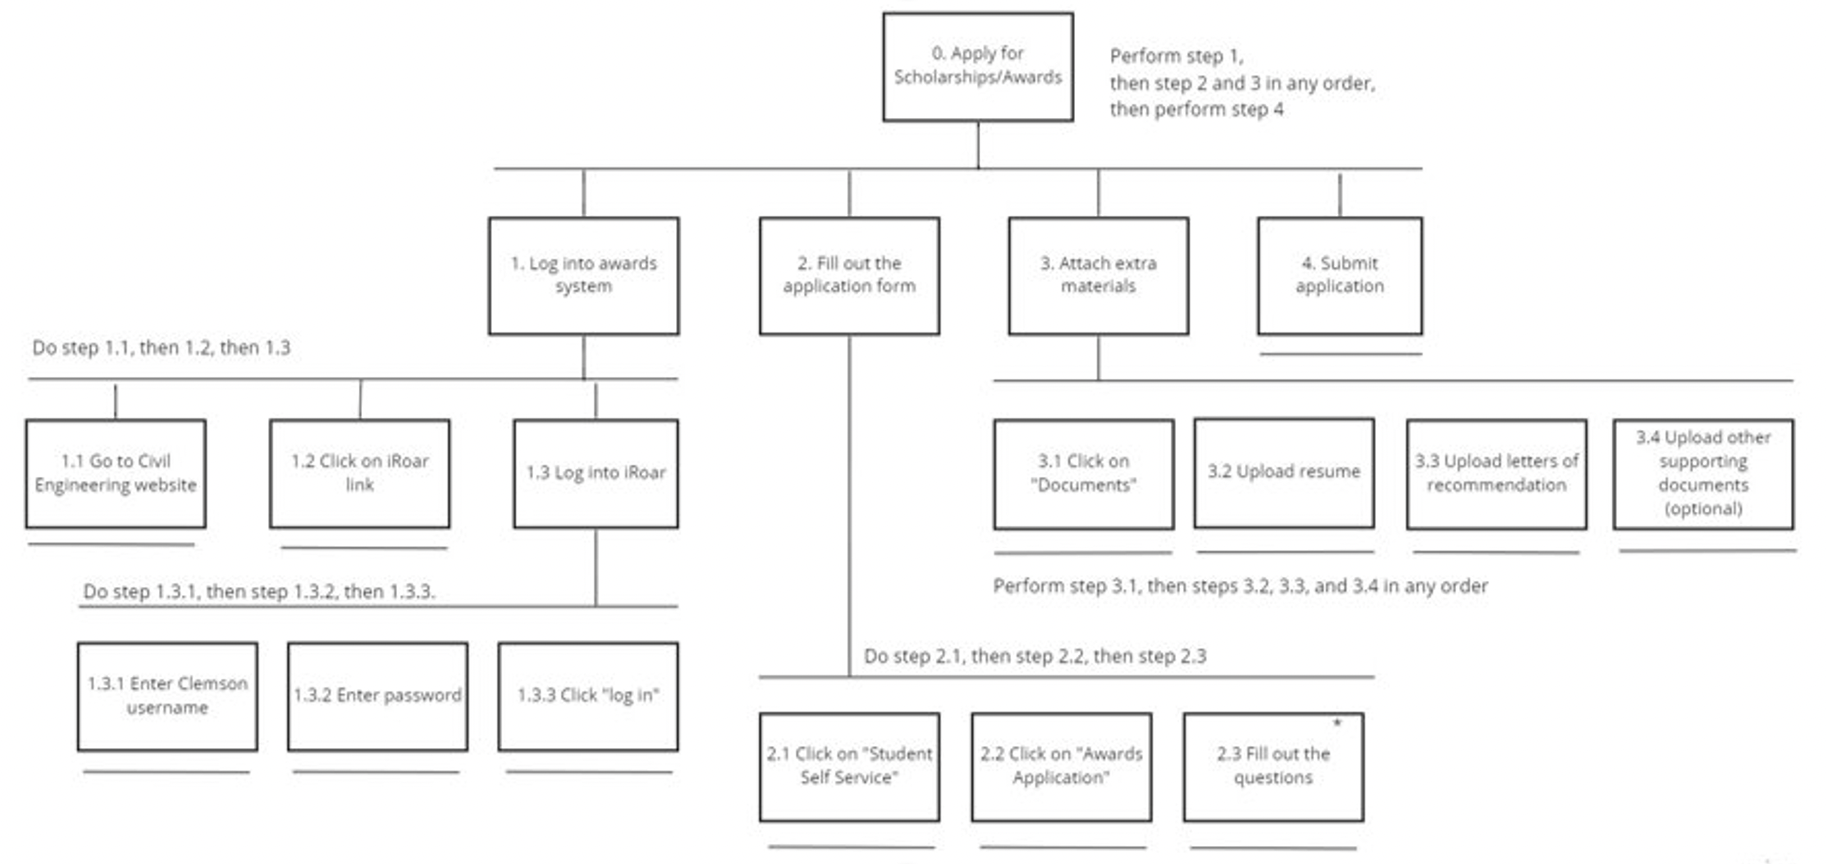 0. Apply for
Scholarships/Awards
Perform step 1,
then step 2 and 3 in any order,
then perform step 4
1. Log into awards
system
2. Fill out the
application form
3. Attach extra
materials
4. Submit
application
Do step 1.1, then 1.2, then 1.3
1.1 Go to Civil
Engineering website
1.2 Click on iRoar
link
1.3 Log into iRoar
3.1 Click on
"Documents"
3.2 Upload resume
3.3 Upload letters of
recommendation
3.4 Upload other
supporting
documents
(optional)
Do step 1.3.1, then step 1.3.2, then 1.3.3.
Perform step 3.1, then steps 3.2, 3.3, and 3.4 in any order
1.3.1 Enter Clemson
username
1.3.2 Enter password
1.3.3 Click "log in"
Do step 2.1, then step 2.2, then step 2.3
2.1 Click on "Student
Self Service"
2.2 Click on "Awards
Application"
*
2.3 Fill out the
questions